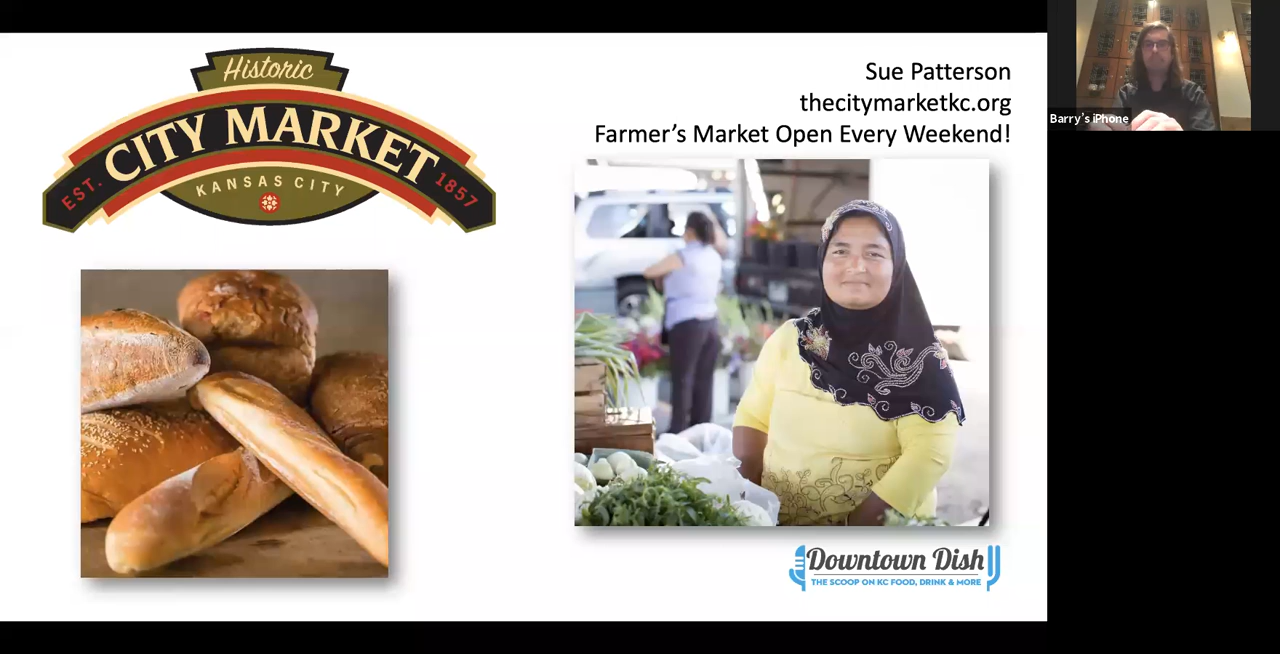 Historic
CITY MARKET
EST.
1857
KANSAS CITY
Sue Patterson
thecitymarketkc.org
Farmer’s Market Open Every Weekend!
Barry's iPhone
Downtown Dish
THE SCOOP ON KC FOOD, DRINK & MORE